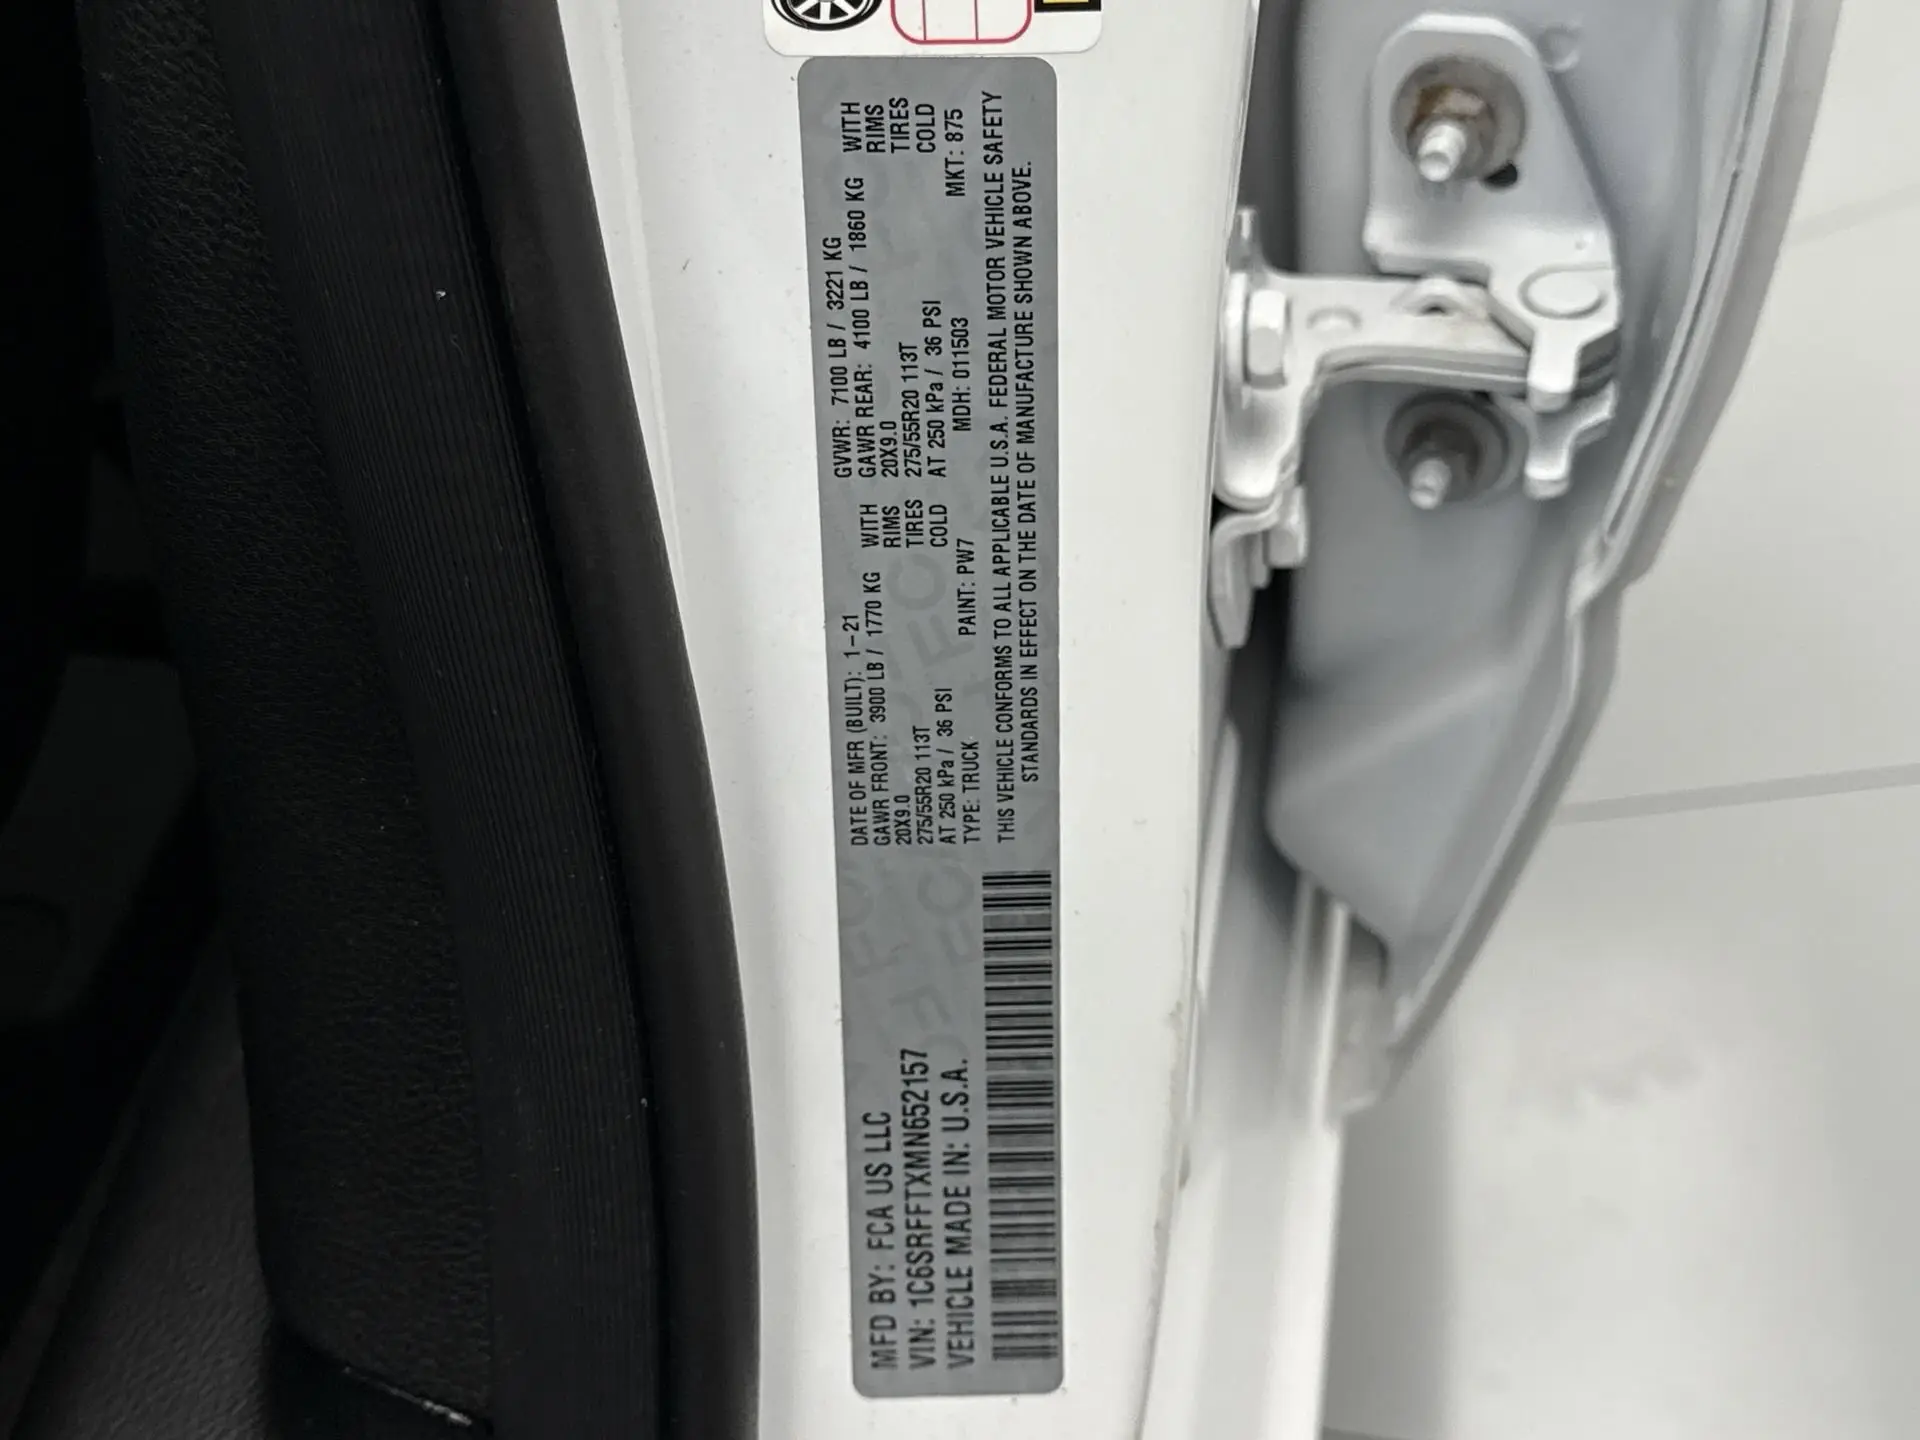 MFD BY: FCA US LLC
VIN: 1C6SRFFTXMN652157
VEHICLE MADE IN: U.S.A.
DATE OF MFR (BUILT): 1-21 GVWR: 7100 LB / 3221 KG
GAWR FRONT: 3900 LB / 1770 KG WITH GAWR REAR: 4100 LB / 1860 KG WITH
20X9.0 RIMS 20X9.0 RIMS
275/55R20 113T TIRES 275/55R20 113T TIRES
AT 250 kPa / 36 PSI COLD AT 250 kPa / 36 PSI COLD
TYPE: TRUCK PAINT: PW7 MDH: 011503 MKT: 875
THIS VEHICLE CONFORMS TO ALL APPLICABLE U.S.A. FEDERAL MOTOR VEHICLE SAFETY
STANDARDS IN EFFECT ON THE DATE OF MANUFACTURE SHOWN ABOVE.